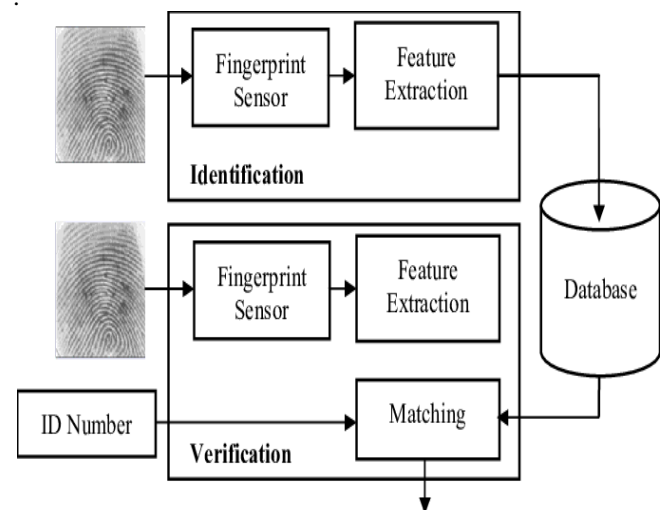 .
Fingerprint
Sensor
Feature
Extraction
Identification
Fingerprint
Sensor
Feature
Extraction
Database
ID Number
Matching
Verification